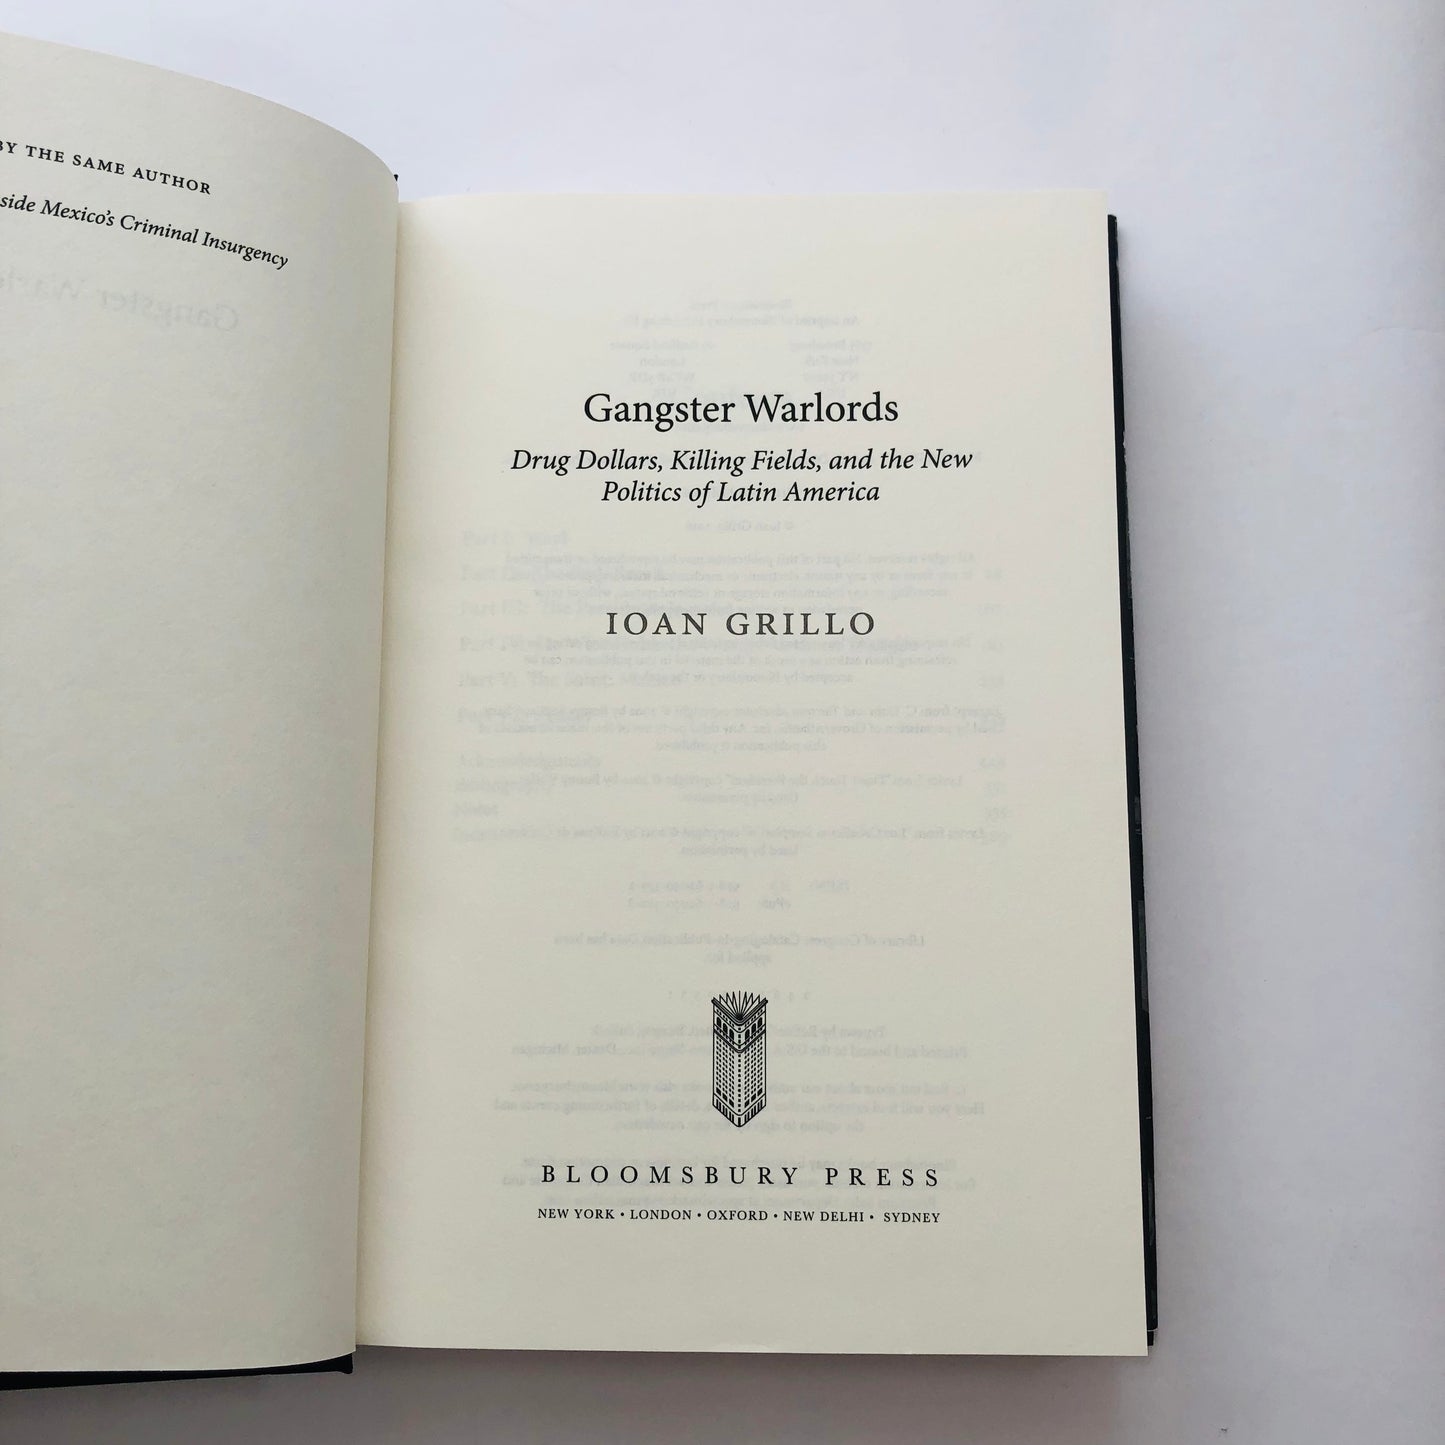 BY THE SAME AUTHOR
side Mexico's Criminal Insurgency
Gangster Warlords
Drug Dollars, Killing Fields, and the New
Politics of Latin America
IOAN GRILLO
BLOOMSBURY PRESS
NEW YORK • LONDON • OXFORD • NEW DELHI • SYDNEY